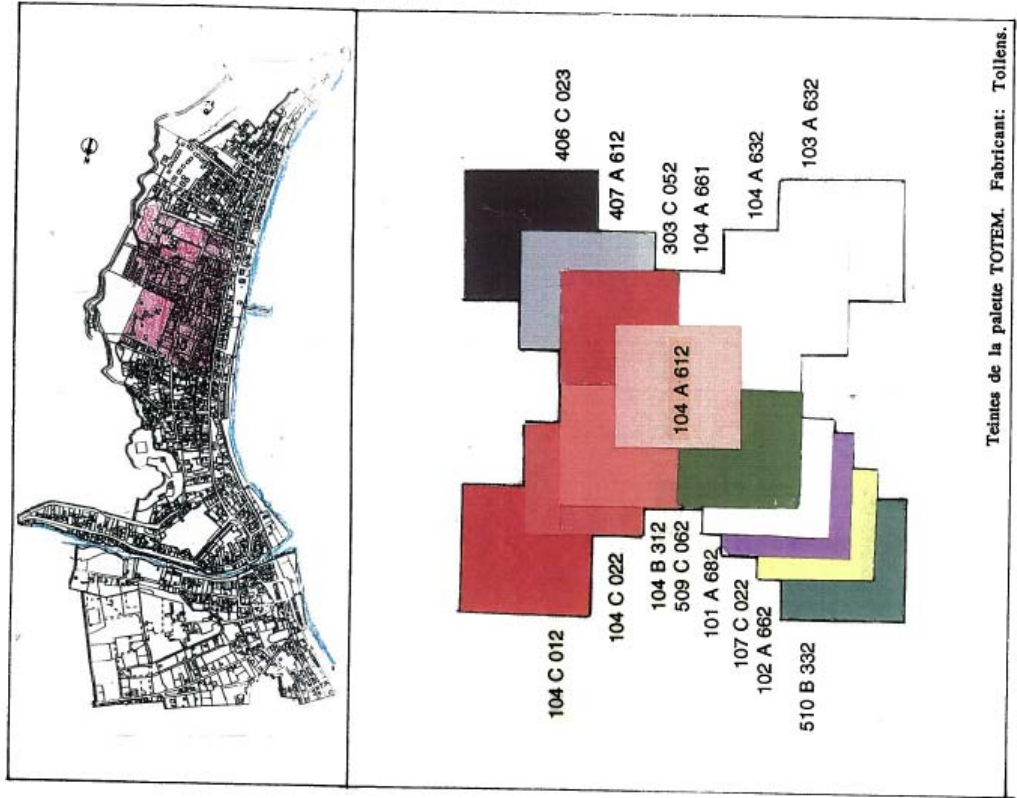 406 C 023
407 A 612
303 C 052
104 A 661
104 A 632
103 A 632
104 A 612
104 C 012
104 C 022
104 B 312
509 C 062
101 A 682
107 C 022
102 A 662
510 B 332
Teintes de la palette TOTEM. Fabricant: Tollens.